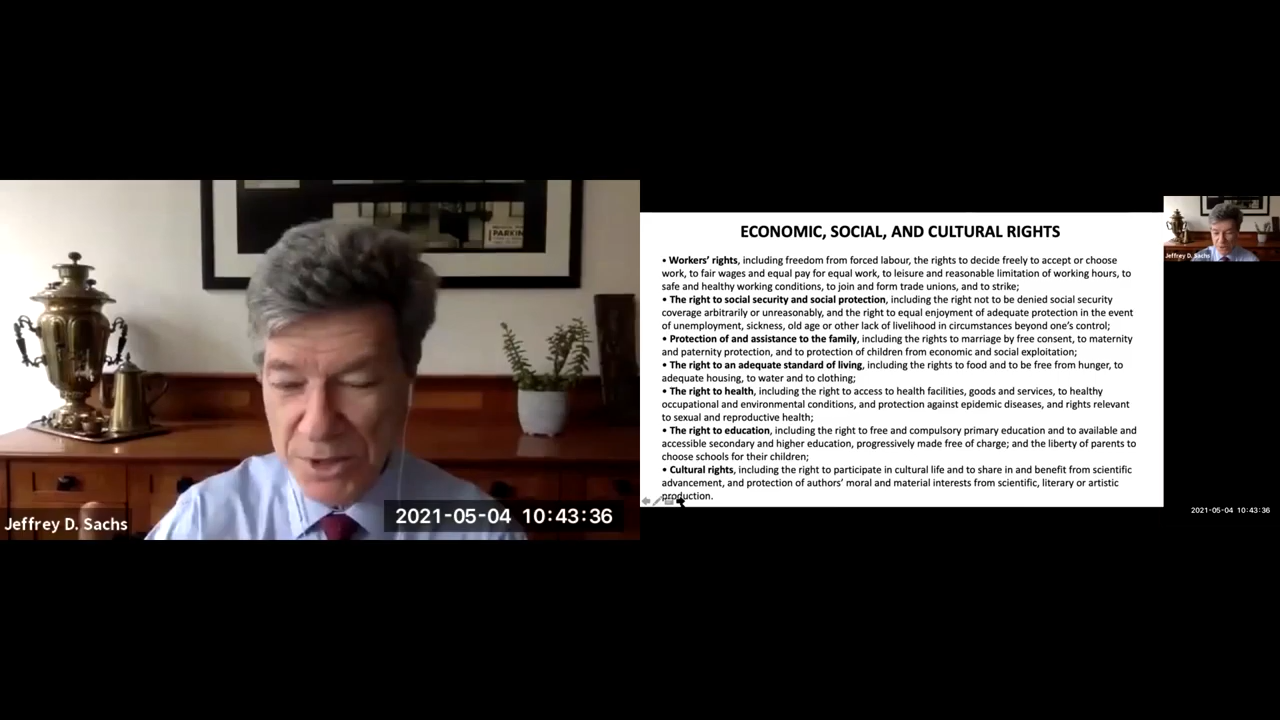 PARKIN
Jeffrey D. Sachs
2021-05-04 10:43:36
ECONOMIC, SOCIAL, AND CULTURAL RIGHTS
• Workers' rights, including freedom from forced labour, the rights to decide freely to accept or choose
work, to fair wages and equal pay for equal work, to leisure and reasonable limitation of working hours, to
safe and healthy working conditions, to join and form trade unions, and to strike;
• The right to social security and social protection, including the right not to be denied social security
coverage arbitrarily or unreasonably, and the right to equal enjoyment of adequate protection in the event
of unemployment, sickness, old age or other lack of livelihood in circumstances beyond one's control;
• Protection of and assistance to the family, including the rights to marriage by free consent, to maternity
and paternity protection, and to protection of children from economic and social exploitation;
• The right to an adequate standard of living, including the rights to food and to be free from hunger, to
adequate housing, to water and to clothing;
• The right to health, including the right to access to health facilities, goods and services, to healthy
occupational and environmental conditions, and protection against epidemic diseases, and rights relevant
to sexual and reproductive health;
• The right to education, including the right to free and compulsory primary education and to available and
accessible secondary and higher education, progressively made free of charge; and the liberty of parents to
choose schools for their children;
• Cultural rights, including the right to participate in cultural life and to share in and benefit from scientific
advancement, and protection of authors' moral and material interests from scientific, literary or artistic
production.
Jeffrey D. Sachs
2021-05-04 10:43:36